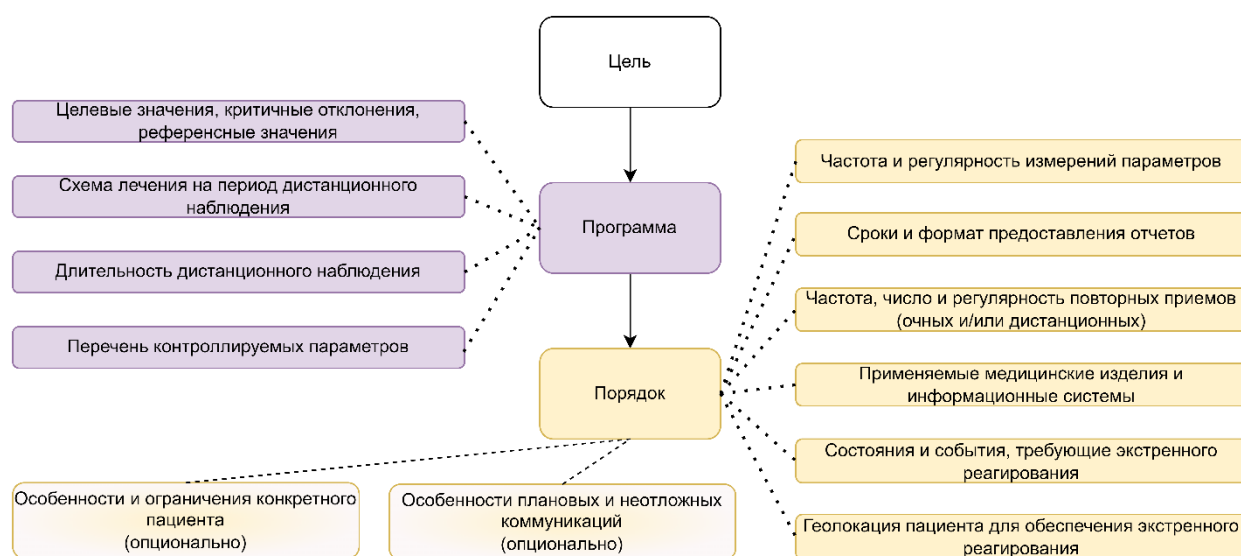 Цель
Целевые значения, критичные отклонения,
референсные значения
Схема лечения на период дистанционного
наблюдения
Длительность дистанционного наблюдения
Перечень контроллируемых параметров
Программа
Порядок
Частота и регулярность измерений параметров
Сроки и формат предоставления отчетов
Частота, число и регулярность повторных приемов
(очных и/или дистанционных)
Применяемые медицинские изделия и
информационные системы
Состояния и события, требующие экстренного
реагирования
Геолокация пациента для обеспечения экстренного
реагирования
Особенности и ограничения конкретного
пациента
(опционально)
Особенности плановых и неотложных
коммуникаций
(опционально)